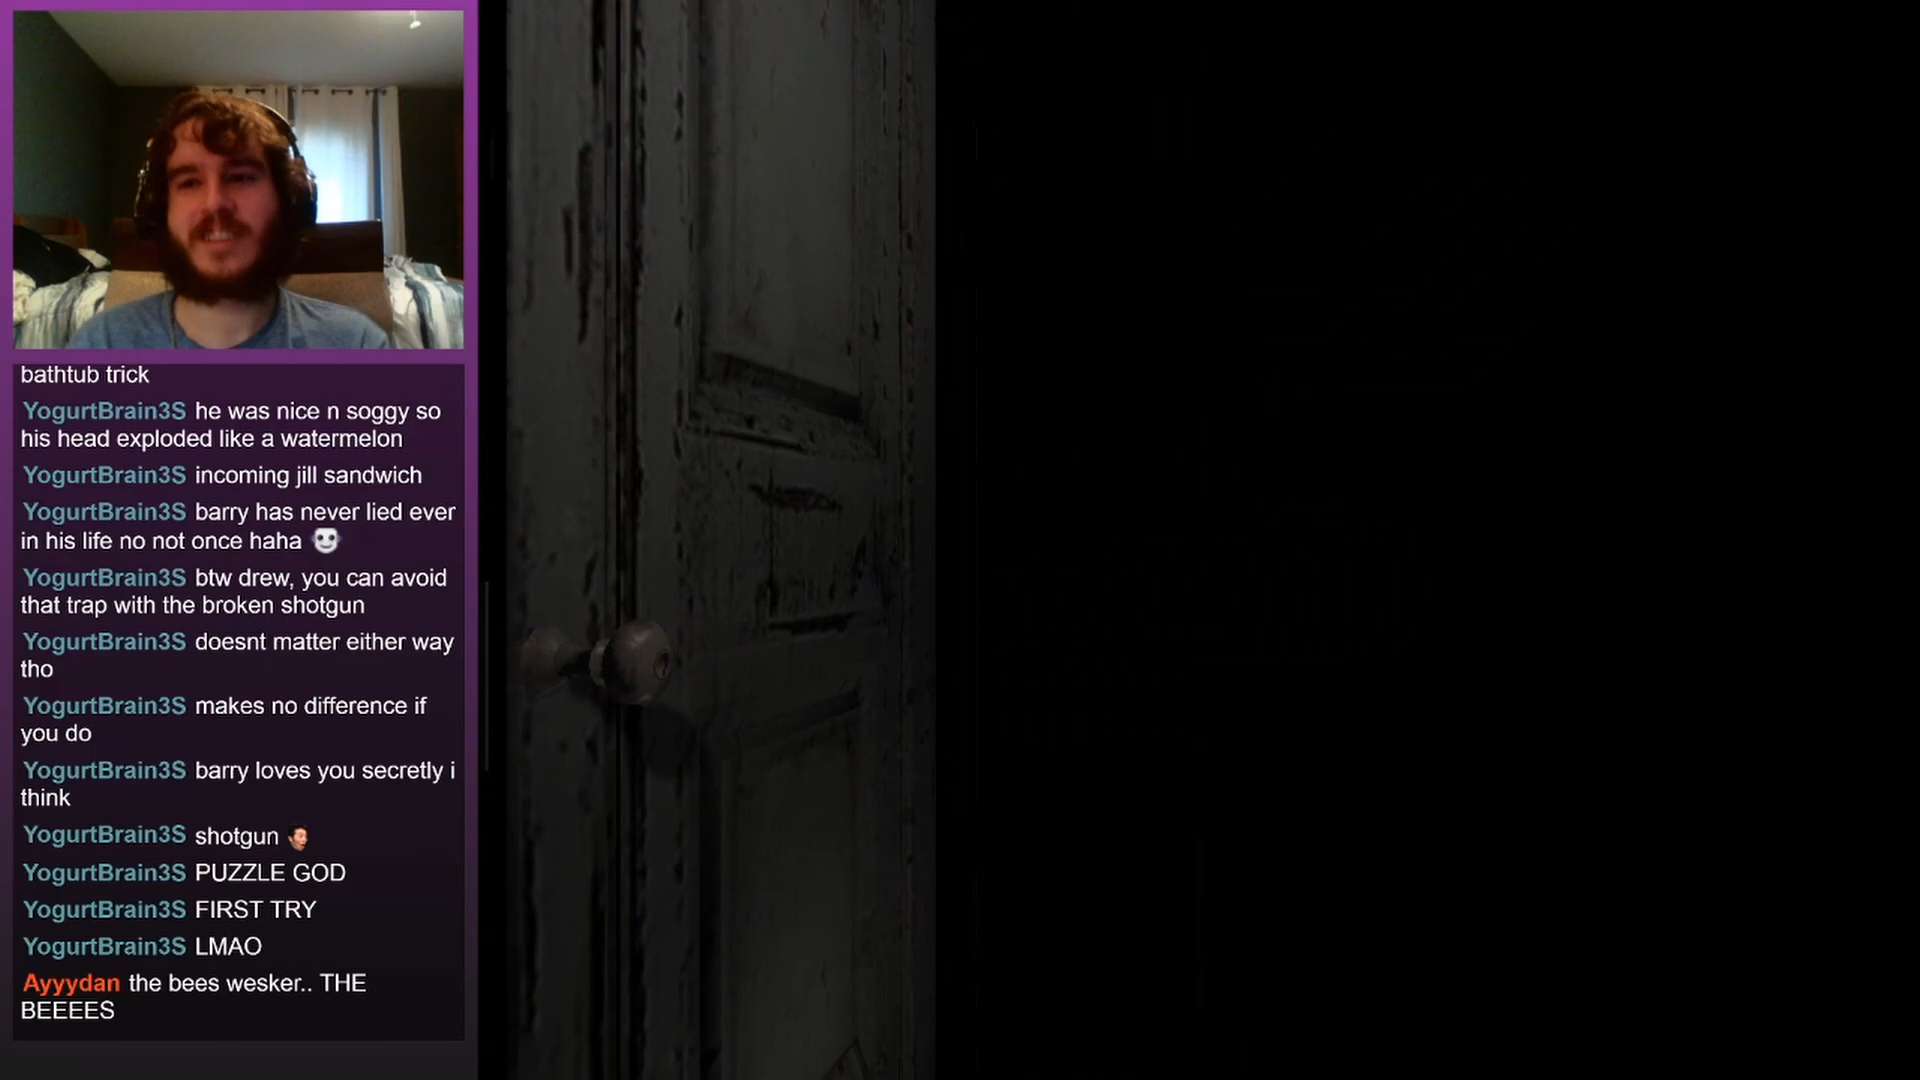 bathtub trick
YogurtBrain3S he was nice n soggy so
his head exploded like a watermelon
YogurtBrain3S incoming jill sandwich
YogurtBrain3S barry has never lied ever
in his life no not once haha
YogurtBrain3S btw drew, you can avoid
that trap with the broken shotgun
YogurtBrain3S doesnt matter either way
tho
YogurtBrain3S makes no difference if
you do
YogurtBrain3S barry loves you secretly i
think
YogurtBrain3S shotgun
YogurtBrain3S PUZZLE GOD
YogurtBrain3S FIRST TRY
YogurtBrain3S LMAO
Ayyydan the bees wesker.. THE
BEEEES